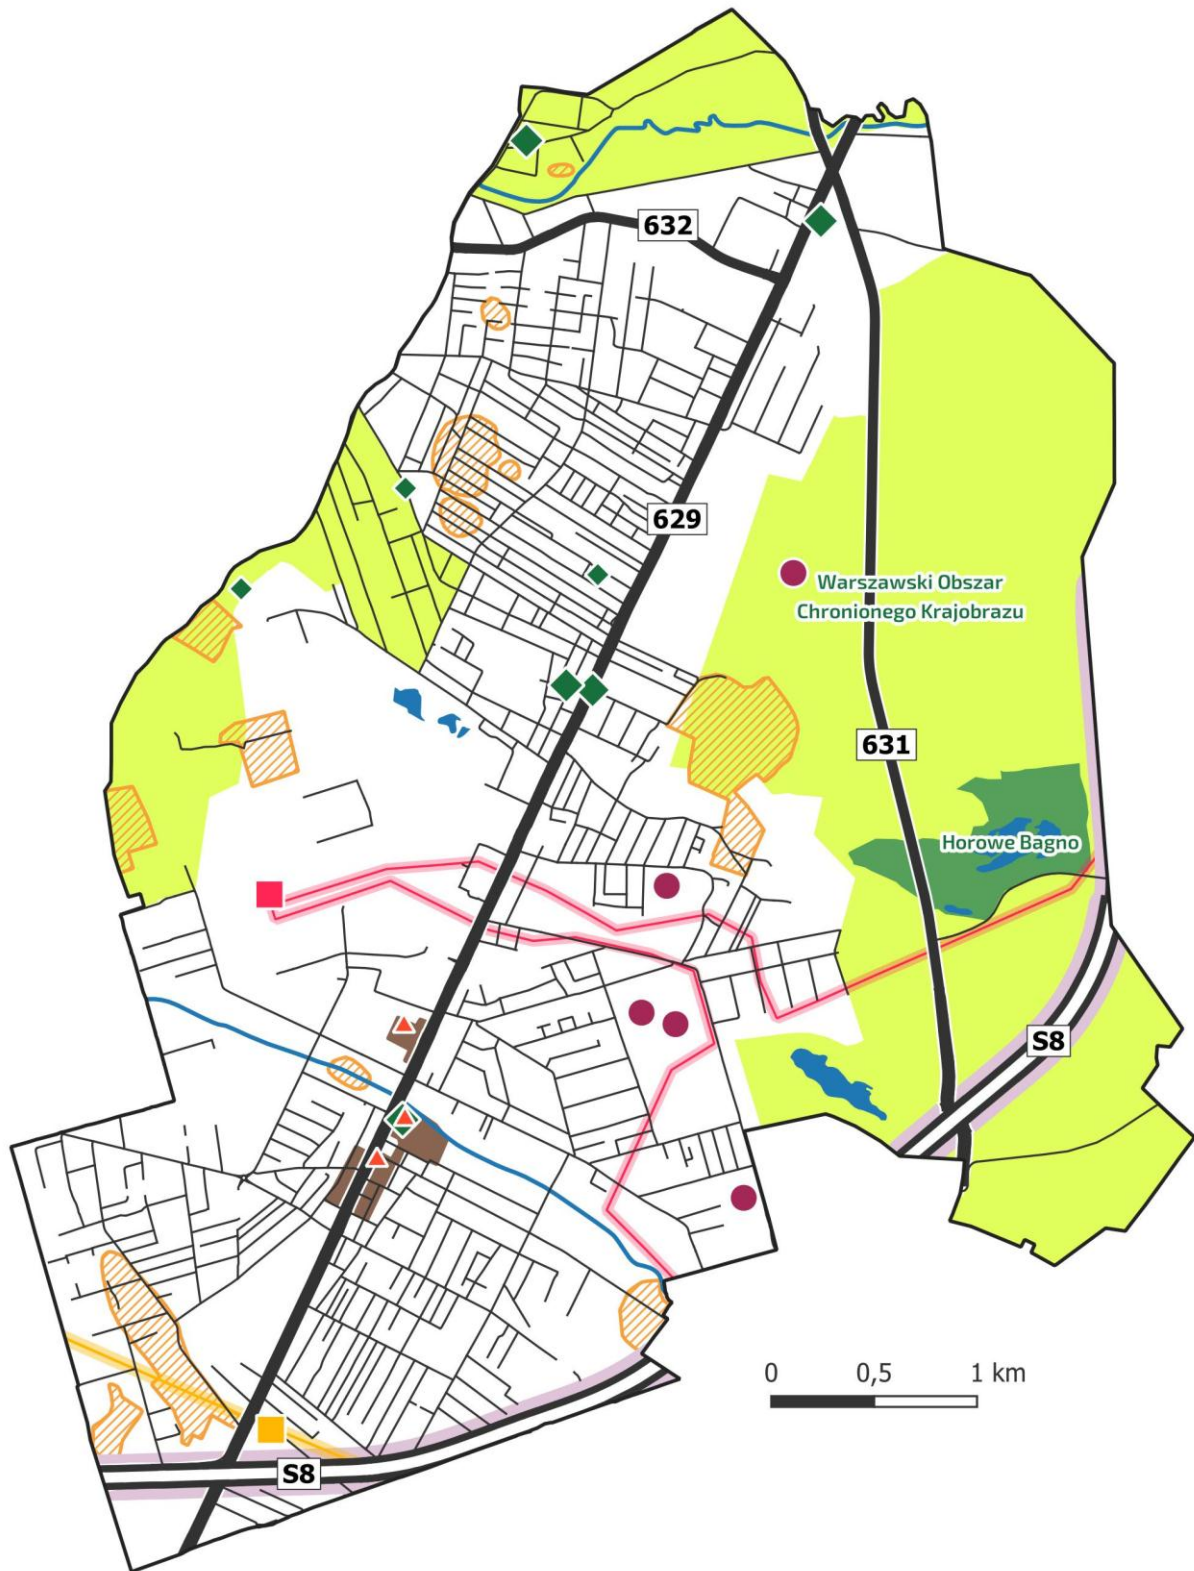 632
629
Warszawski Obszar
Chronionego Krajobrazu
631
Horowe Bagno
S8
0 0,5 1 km
S8